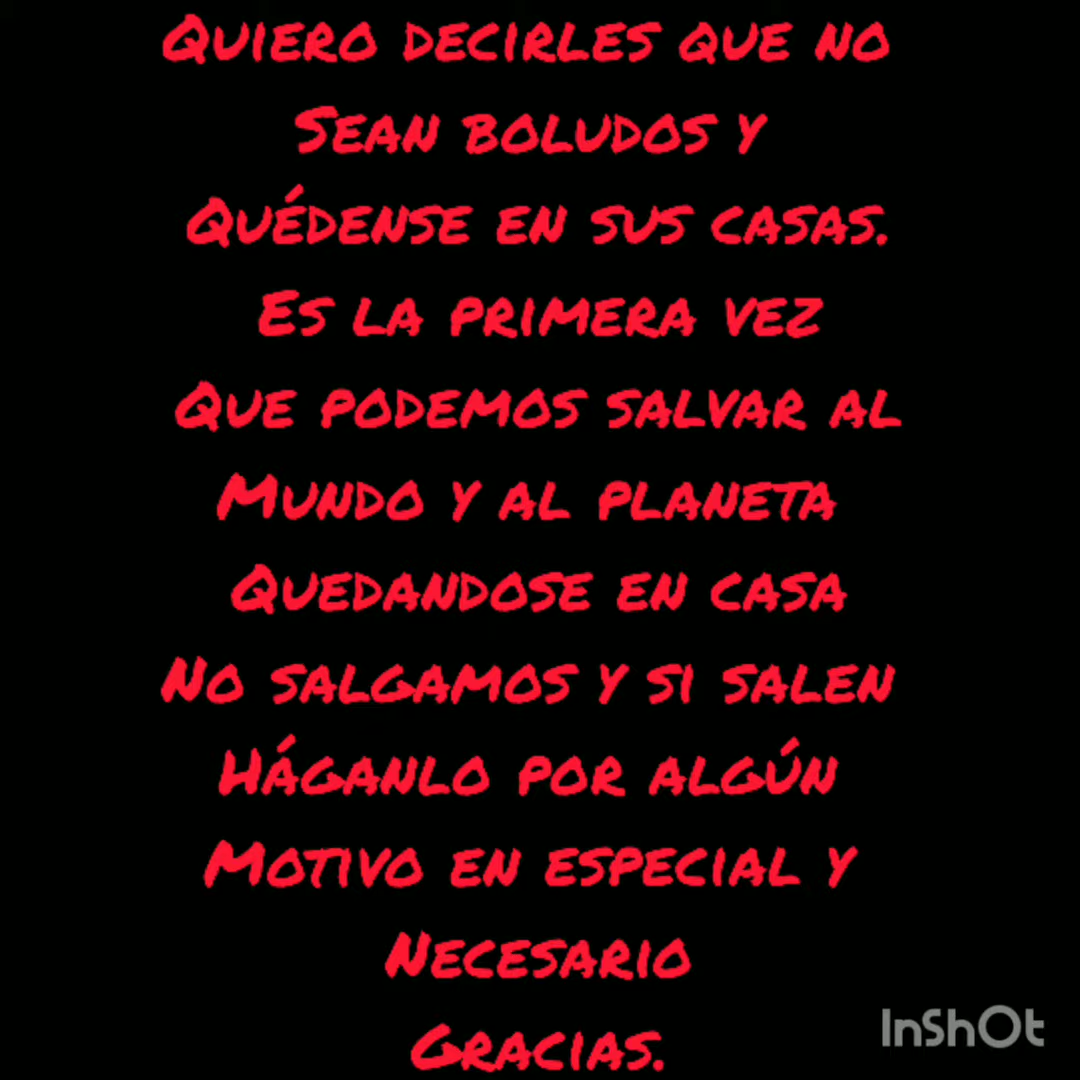 Quiero decirles que no
Sean boludos y
Quédense en sus casas.
Es la primera vez
Que podemos salvar al
Mundo y al planeta
Quedandose en casa
No salgamos y si salen
Háganlo por algún
Motivo en especial y
Necesario
Gracias.
InShOt